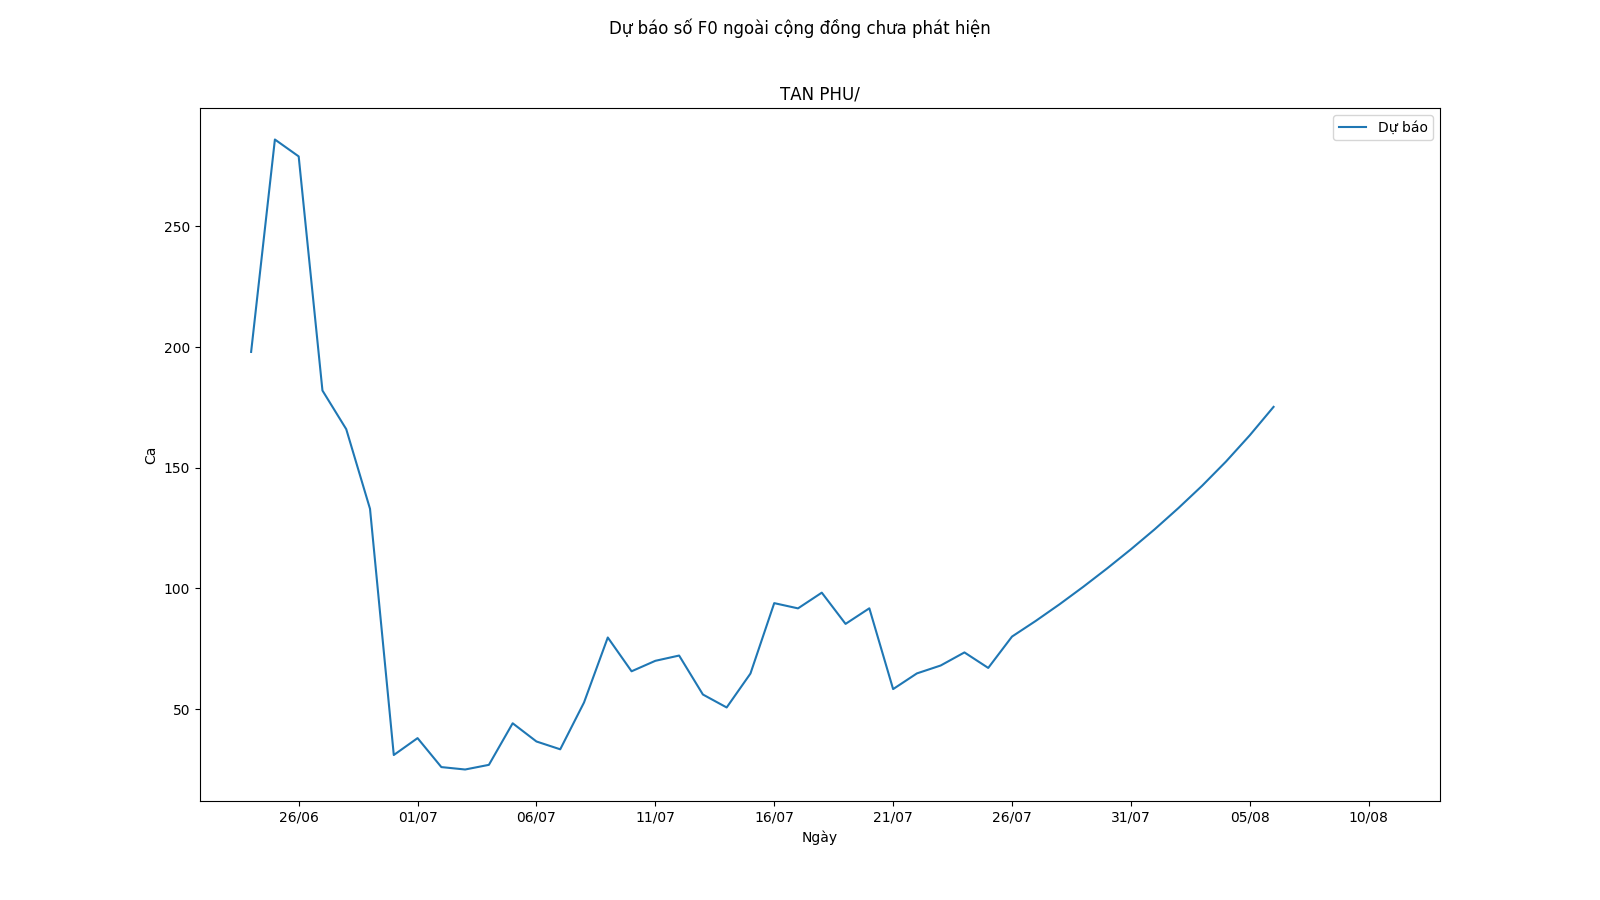 Dự báo số F0 ngoài cộng đồng chưa phát hiện
TAN PHU/
Dự báo
250
200
150
100
50
Ca
26/06 01/07 06/07 11/07 16/07 21/07 26/07 31/07 05/08 10/08
Ngày